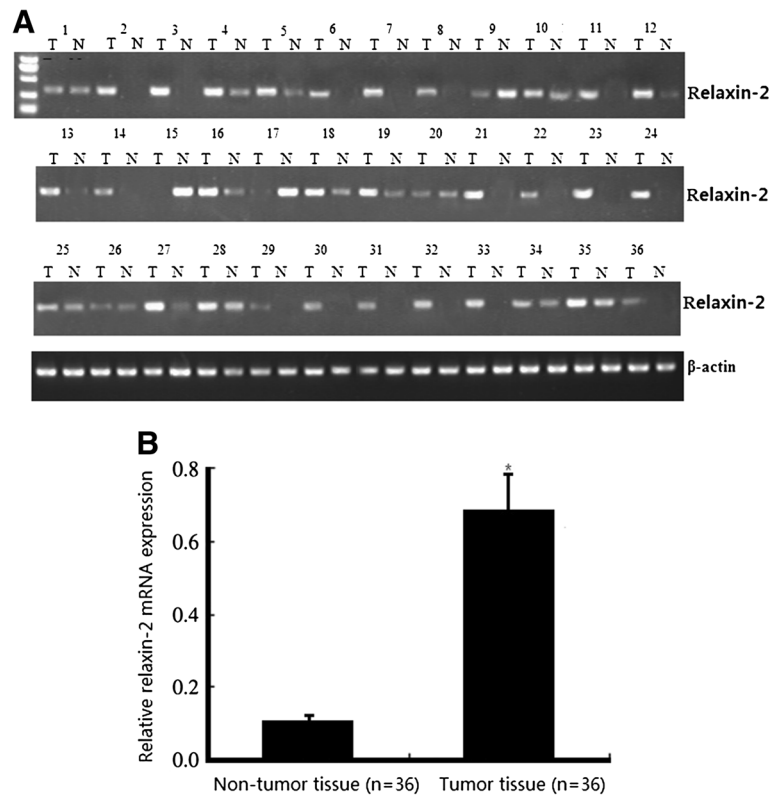 A
1 2 3 4 5 6 7 8 9 10 11 12
T N T N T N T N T N T N T N T N T N T N T N T N
Relaxin-2
13 14 15 16 17 18 19 20 21 22 23 24
T N T N T N T N T N T N T N T N T N T N T N T N
Relaxin-2
25 26 27 28 29 30 31 32 33 34 35 36
T N T N T N T N T N T N T N T N T N T N T N T N
Relaxin-2
β-actin
B
Relative relaxin-2 mRNA expression
0.8
0.6
0.4
0.2
0.0
*
Non-tumor tissue (n=36) Tumor tissue (n=36)